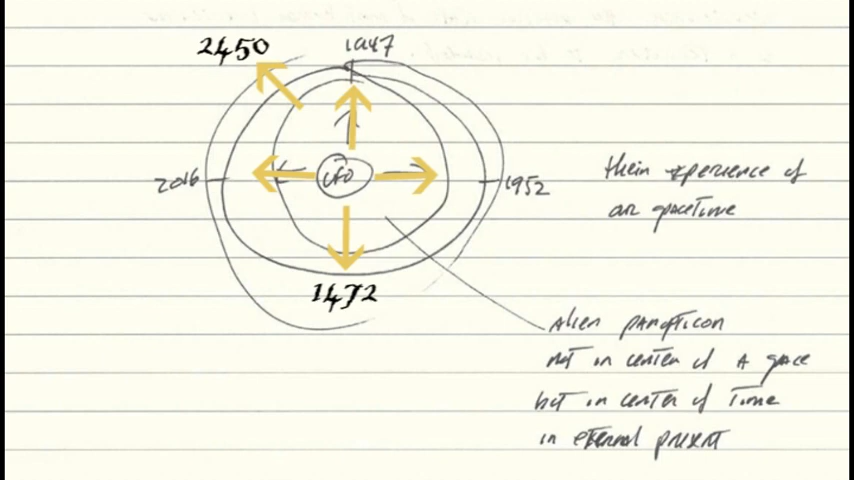 2450
1947
2016
UFO
1952
1472
their experience of
our spacetime
Alien panopticon
not in center of A space
but in center of Time
in eternal present